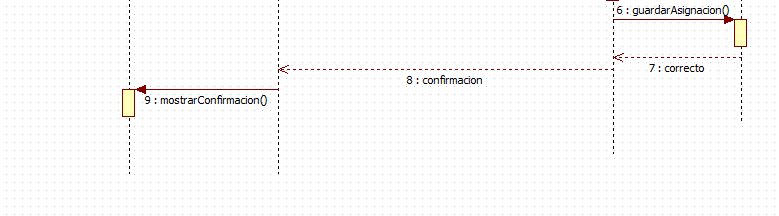 6 : guardarAsignacion()
7 : correcto
8 : confirmacion
9 : mostrarConfirmacion()